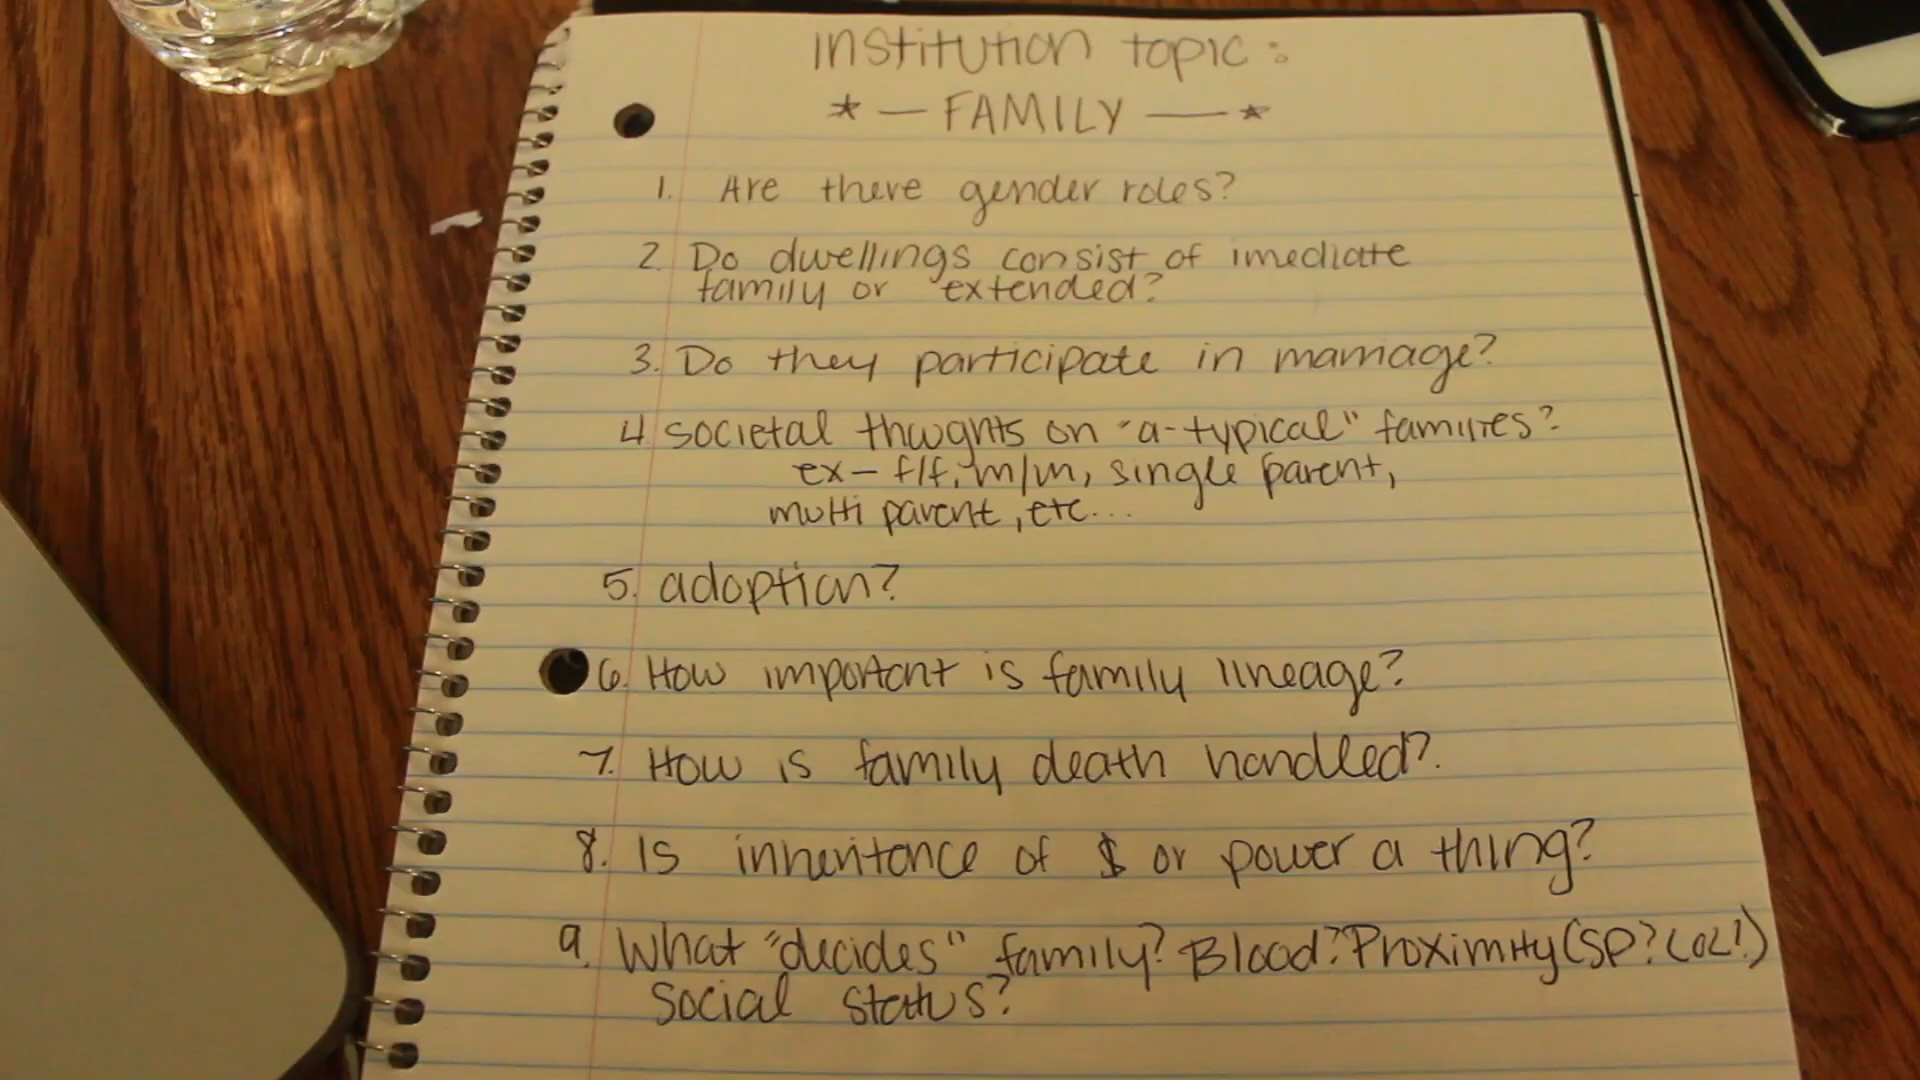 institution topic:
* — FAMILY — *
1. Are there gender roles?
2. Do dwellings consist of imediate
family or extended?
3. Do they participate in marriage?
4. societal thoughts on "a-typical" families?
ex- f/f, m/m, single parent,
multi parent, etc...
5. adoption?
6. How important is family lineage?
7. How is family death handled?
8. Is inheritance of $ or power a thing?
9. What "decides" family? Blood? Proximity (SP? LOL!)
Social status?